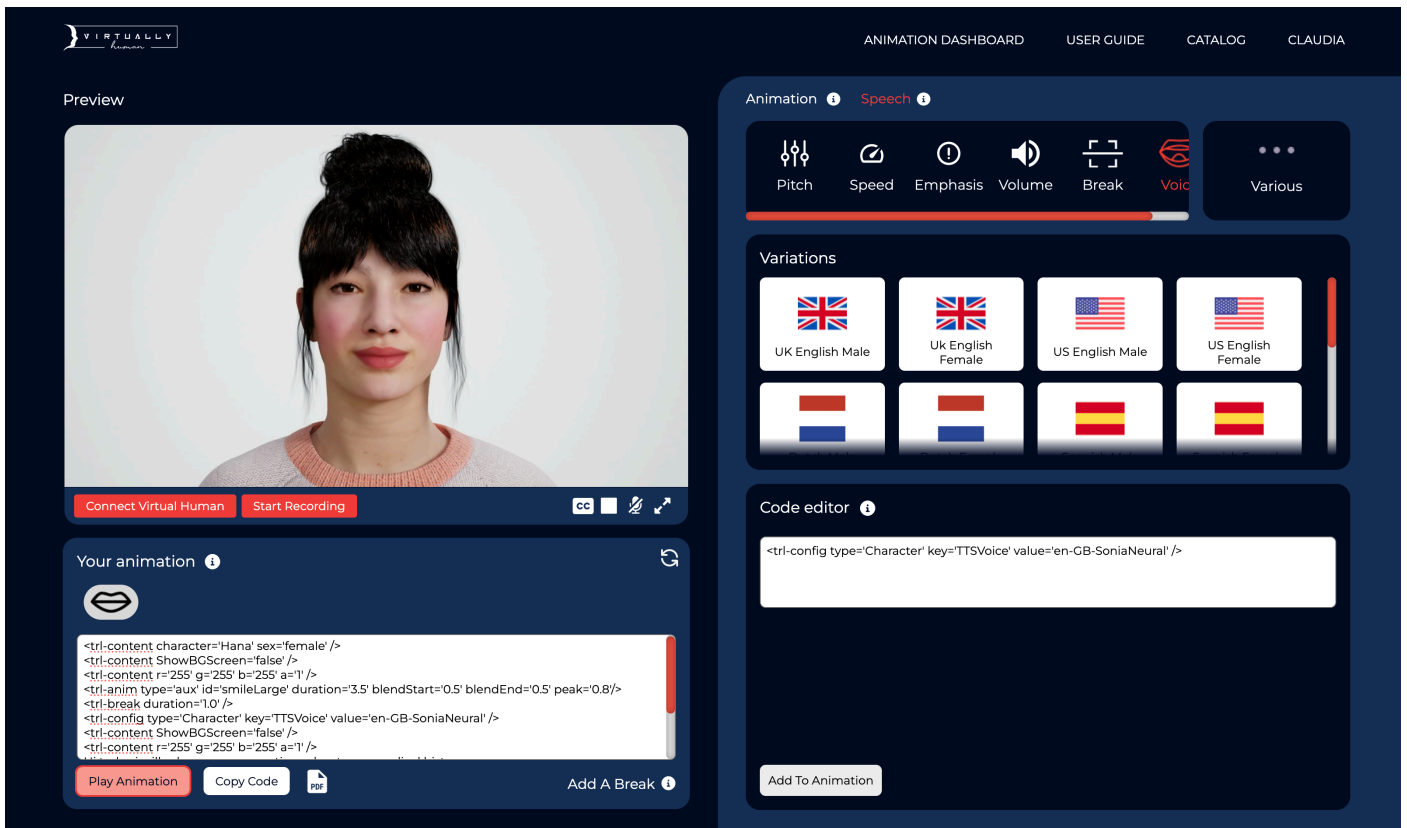 VIRTUALLY
human
ANIMATION DASHBOARD
USER GUIDE
CATALOG
CLAUDIA
Preview
CC
Connect Virtual Human
Start Recording
Your animation
<trl-content character='Hana' sex='female' />
<trl-content ShowBGScreen='false' />
<trl-content r='255' g='255' b='255' a='1' />
<trl-anim type='aux' id='smileLarge' duration='3.5' blendStart='0.5' blendEnd='0.5' peak='0.8'/>
<trl-break duration='1.0' />
<trl-config type='Character' key='TTSVoice' value='en-GB-SoniaNeural' />
<trl-content ShowBGScreen='false' />
<trl-content r='255' g='255' b='255' a='1' />
Play Animation
Copy Code
PDF
Add A Break
Animation
Speech
Pitch
Speed
Emphasis
Volume
Break
Voic
Various
Variations
UK English Male
Uk English
Female
US English Male
US English
Female
Code editor
<trl-config type='Character' key='TTSVoice' value='en-GB-SoniaNeural' />
Add To Animation